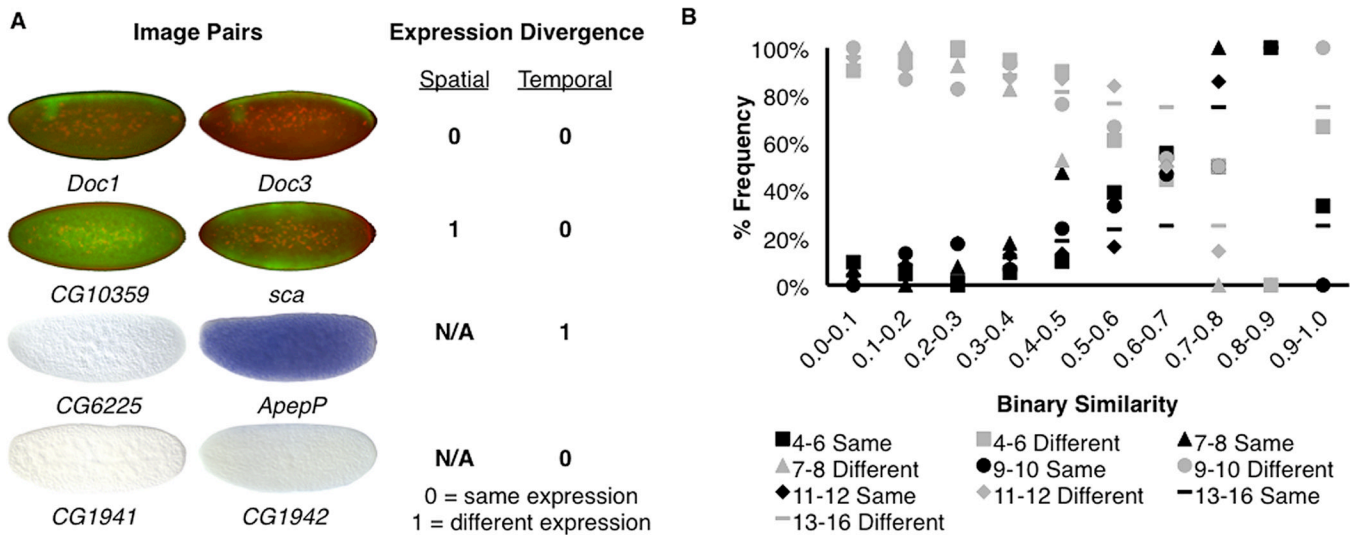 A
Image Pairs
Expression Divergence
Spatial Temporal
0 0
Doc1 Doc3
1 0
CG10359 sca
N/A 1
CG6225 ApepP
N/A 0
CG1941 CG1942
0 = same expression
1 = different expression
B
% Frequency
100%
80%
60%
40%
20%
0%
0.0-0.1
0.1-0.2
0.2-0.3
0.3-0.4
0.4-0.5
0.5-0.6
0.6-0.7
0.7-0.8
0.8-0.9
0.9-1.0
Binary Similarity
4-6 Same 4-6 Different 7-8 Same
7-8 Different 9-10 Same 9-10 Different
11-12 Same 11-12 Different 13-16 Same
13-16 Different